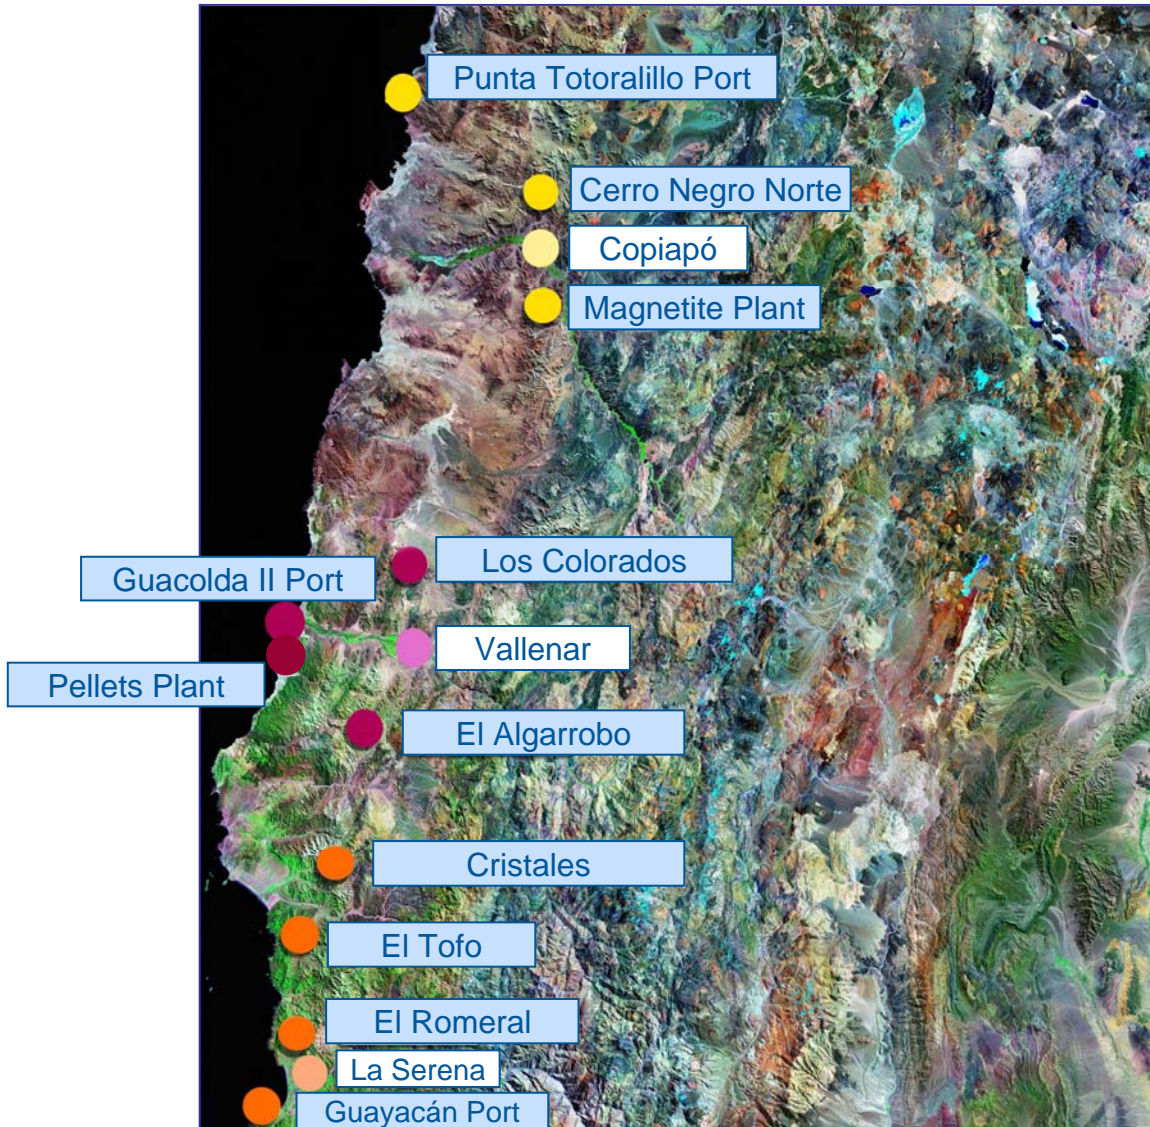 Punta Totoralillo Port
Cerro Negro Norte
Copiapó
Magnetite Plant
Los Colorados
Guacolda II Port
Vallenar
Pellets Plant
El Algarrobo
Cristales
El Tofo
El Romeral
La Serena
Guayacán Port